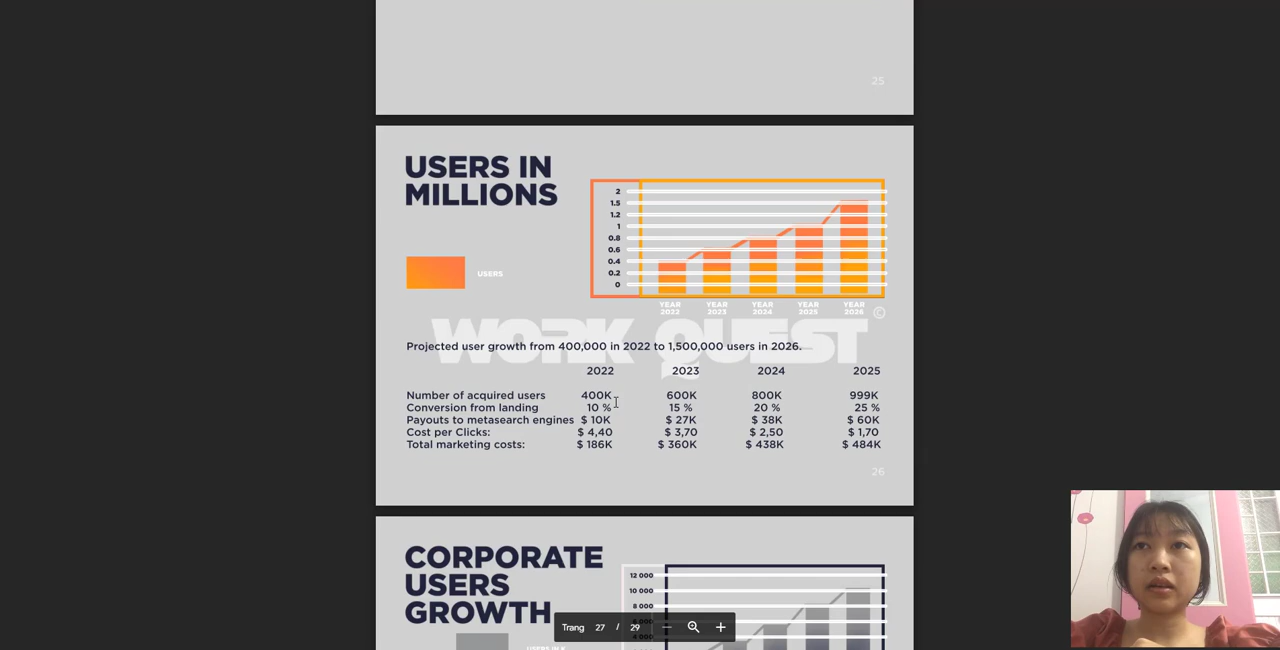 25
USERS IN
MILLIONS
2
1.5
1.2
1
0.8
0.6
0.4
0.2
0
USERS
YEAR 2022 YEAR 2023 YEAR 2024 YEAR 2025 YEAR 2026
©
WORK QUEST
Projected user growth from 400,000 in 2022 to 1,500,000 users in 2026.
2022 2023 2024 2025
Number of acquired users 400K 600K 800K 999K
Conversion from landing 10 % 15 % 20 % 25 %
Payouts to metasearch engines $ 10K $ 27K $ 38K $ 60K
Cost per Clicks: $ 4,40 $ 3,70 $ 2,50 $ 1,70
Total marketing costs: $ 186K $ 360K $ 438K $ 484K
26
CORPORATE
USERS
GROWTH
12 000
10 000
8 000
4 000
Trang 27 / 29